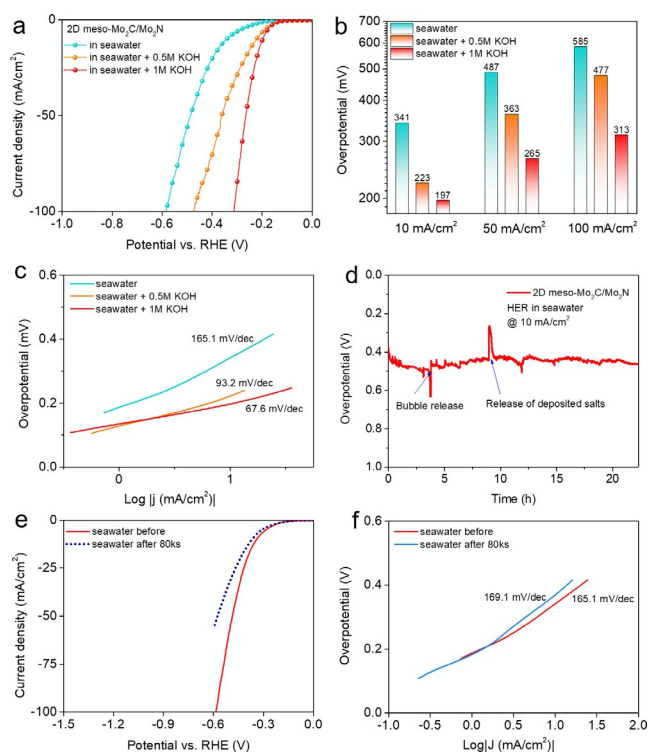 a
2D meso-Mo₂C/Mo₂N
in seawater
in seawater + 0.5M KOH
in seawater + 1M KOH
Current density (mA/cm²)
0
-50
-100
-1.0 -0.8 -0.6 -0.4 -0.2 0.0
Potential vs. RHE (V)
b
seawater
seawater + 0.5M KOH
seawater + 1M KOH
Overpotential (mV)
700
600
500
400
300
200
341
223
197
487
363
265
585
477
313
10 mA/cm² 50 mA/cm² 100 mA/cm²
c
seawater
seawater + 0.5M KOH
seawater + 1M KOH
Overpotential (mV)
0.6
0.4
0.2
0.0
165.1 mV/dec
93.2 mV/dec
67.6 mV/dec
0 1
Log |j (mA/cm²)|
d
2D meso-Mo₂C/Mo₂N
HER in seawater
@ 10 mA/cm²
Overpotential (V)
0.0
0.2
0.4
0.6
0.8
1.0
Bubble release
Release of deposited salts
0 5 10 15 20
Time (h)
e
seawater before
seawater after 80ks
Current density (mA/cm²)
0
-25
-50
-75
-100
-1.5 -1.2 -0.9 -0.6 -0.3 0.0
Potential vs. RHE (V)
f
seawater before
seawater after 80ks
Overpotential (V)
0.6
0.4
0.2
0.0
169.1 mV/dec
165.1 mV/dec
-1.0 -0.5 0.0 0.5 1.0 1.5 2.0
Log|J (mA/cm²)|